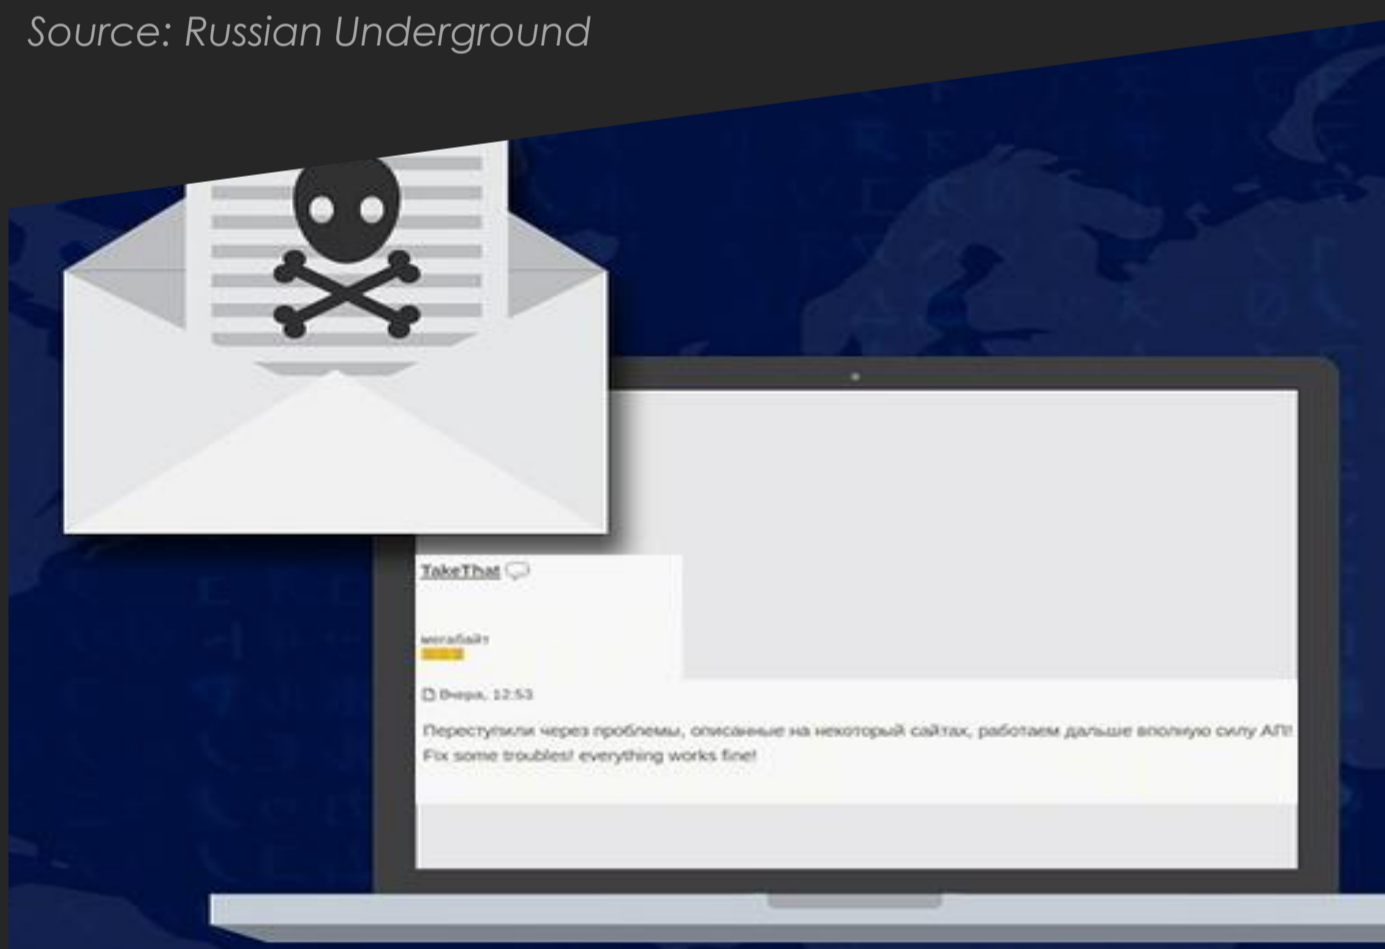 Source: Russian Underground
TakeThat
мегабайт
Вчера, 12:53
Переступили через проблемы, описанные на некоторый сайтах, работаем дальше вполную силу АП!
Fix some troubles! everything works fine!